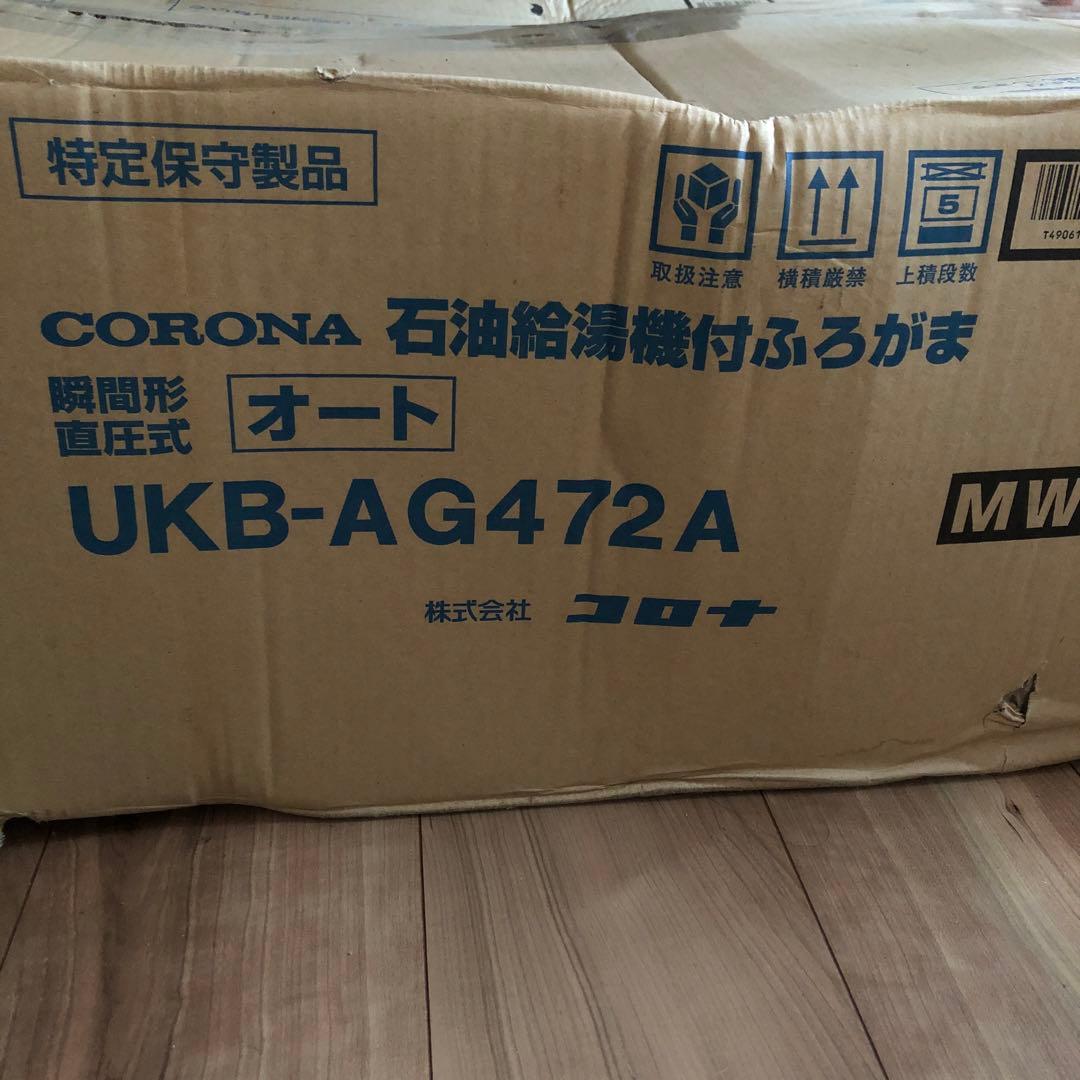 特定保守製品
5
取扱注意
横積厳禁
上積段数
T49061
CORONA 石油給湯機付ふろがま
瞬間形
直圧式
オート
UKB-AG472A
MW
株式会社 コロナ